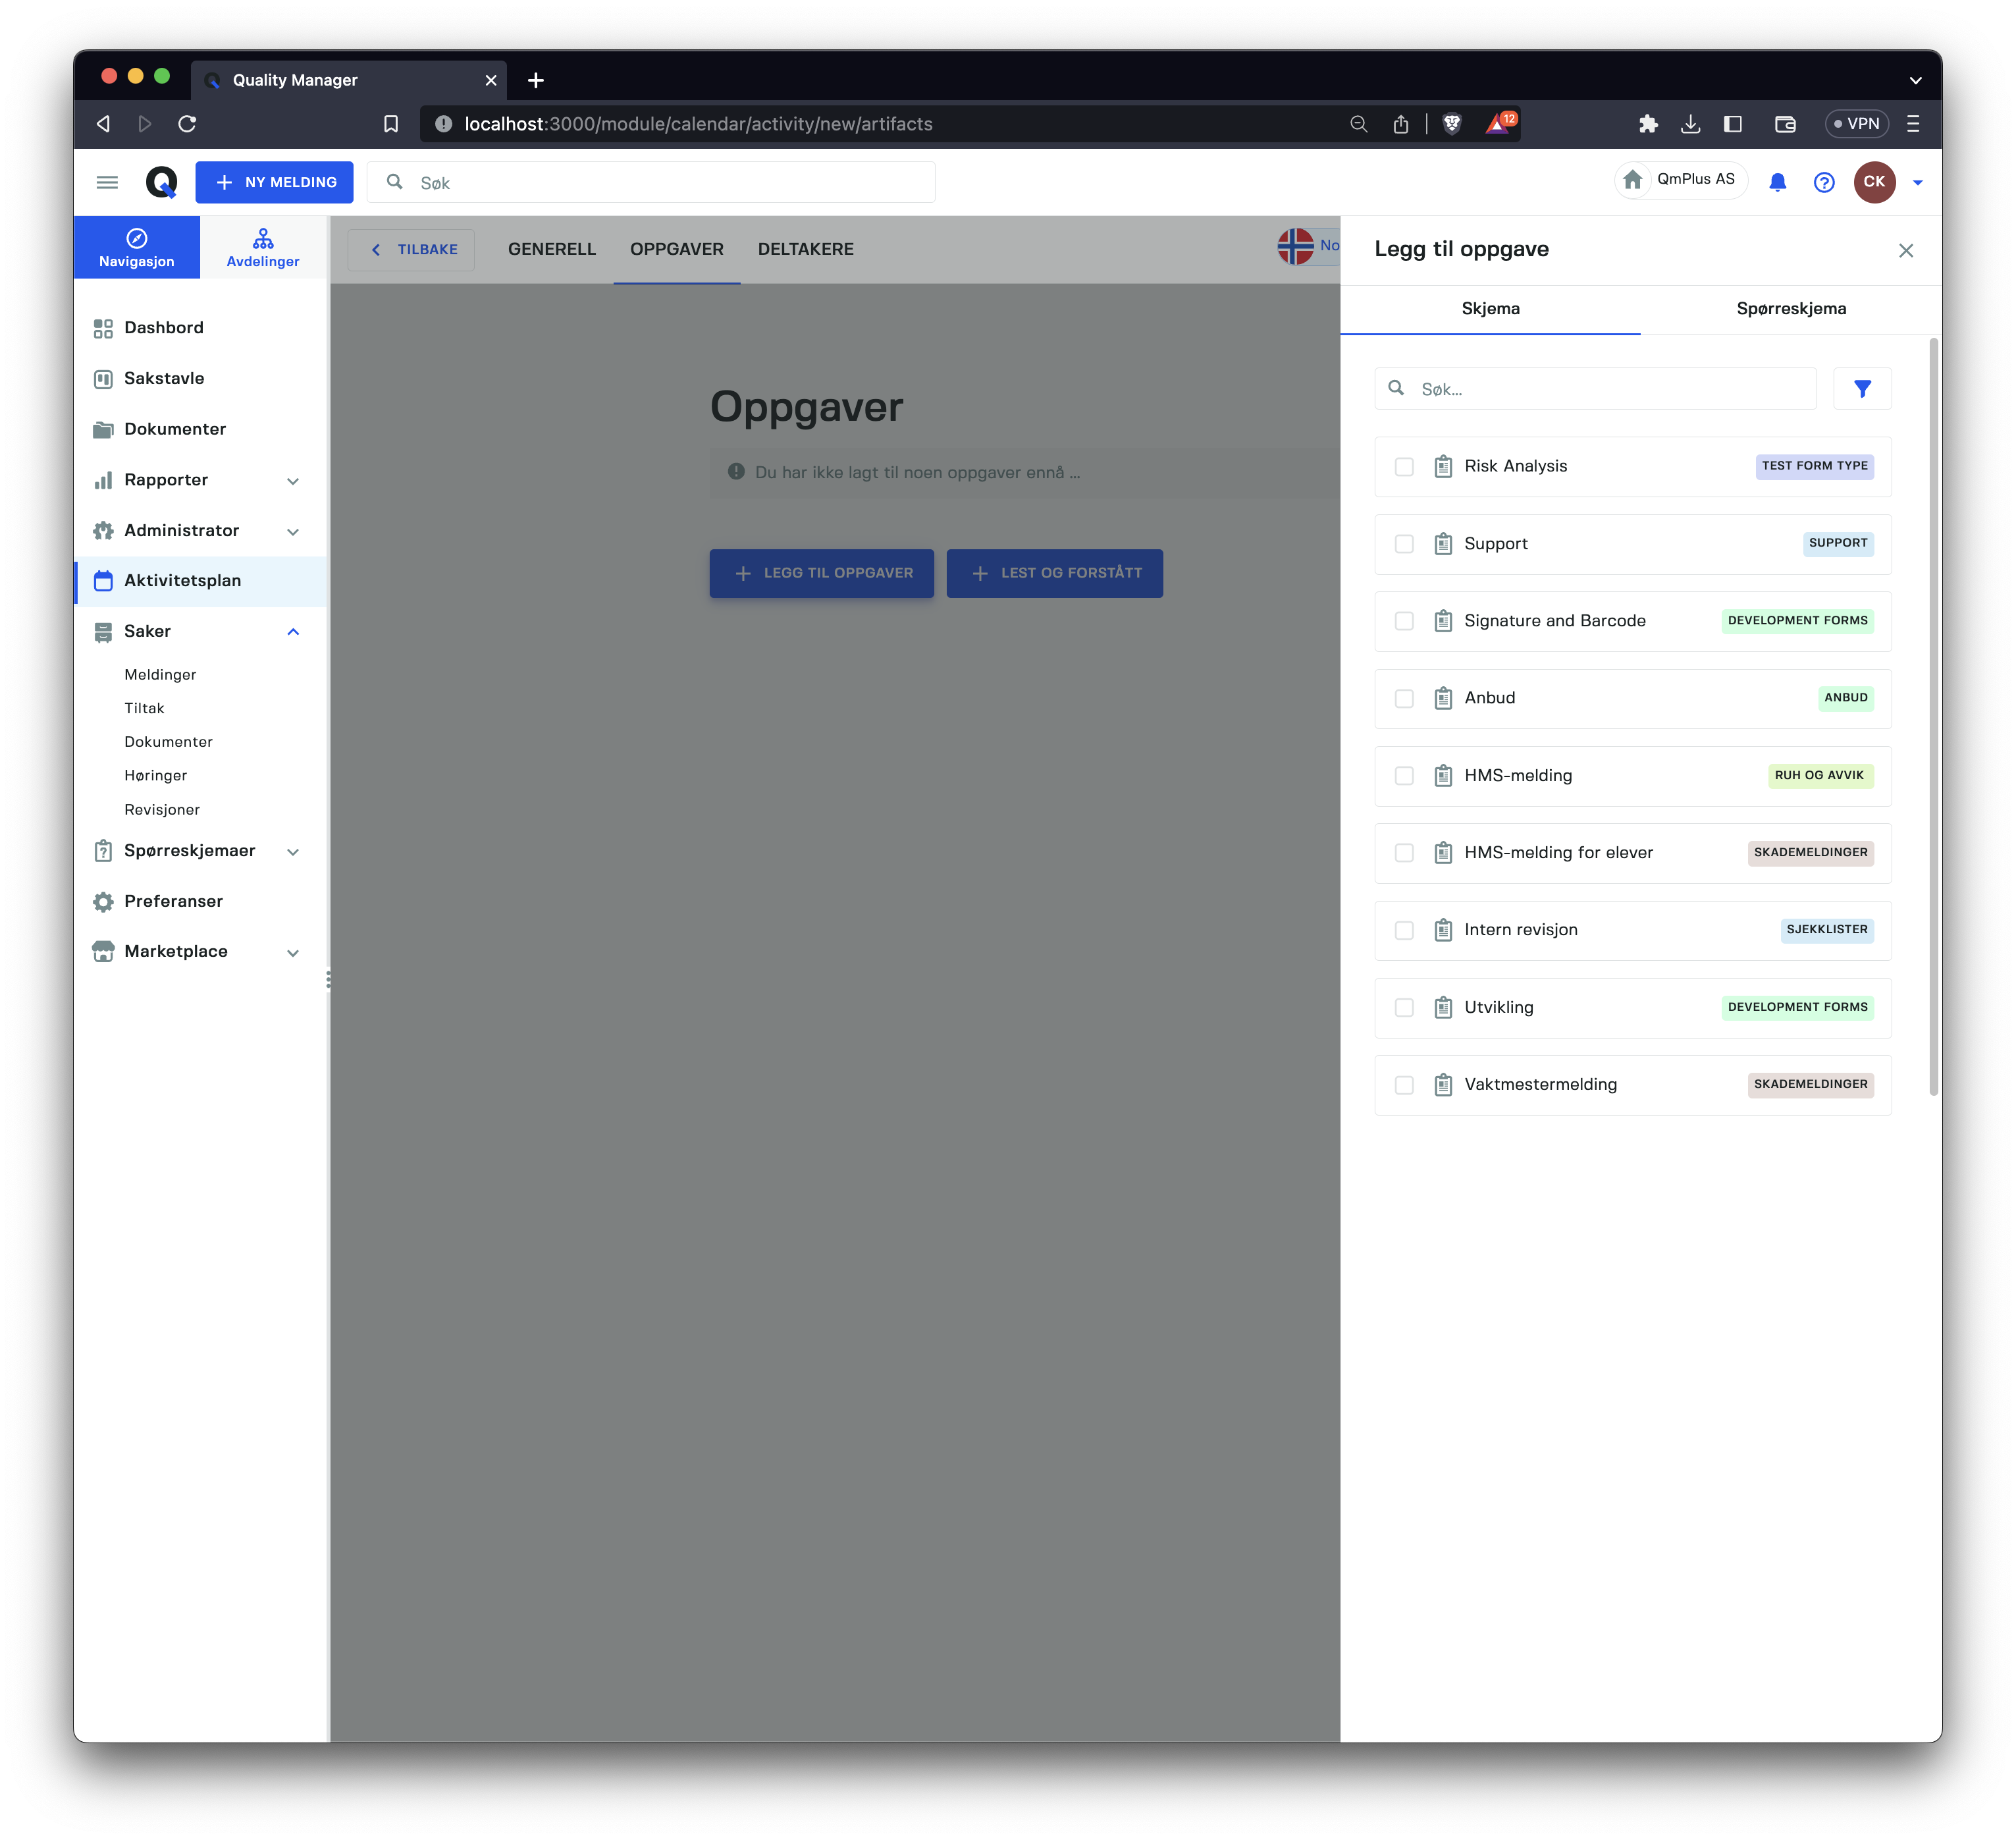 Quality Manager
localhost:3000/module/calendar/activity/new/artifacts
12
VPN
NY MELDING
Søk
QmPlus AS
CK
Navigasjon
Avdelinger
TILBAKE
GENERELL
OPPGAVER
DELTAKERE
No
Legg til oppgave
Skjema
Spørreskjema
Dashbord
Sakstavle
Dokumenter
Rapporter
Administrator
Aktivitetsplan
Saker
Meldinger
Tiltak
Dokumenter
Høringer
Revisjoner
Spørreskjemaer
Preferanser
Marketplace
Oppgaver
Du har ikke lagt til noen oppgaver ennå ...
LEGG TIL OPPGAVER
LEST OG FORSTÅTT
Søk...
Risk Analysis TEST FORM TYPE
Support SUPPORT
Signature and Barcode DEVELOPMENT FORMS
Anbud ANBUD
HMS-melding RUH OG AVVIK
HMS-melding for elever SKADEMELDINGER
Intern revisjon SJEKKLISTER
Utvikling DEVELOPMENT FORMS
Vaktmestermelding SKADEMELDINGER